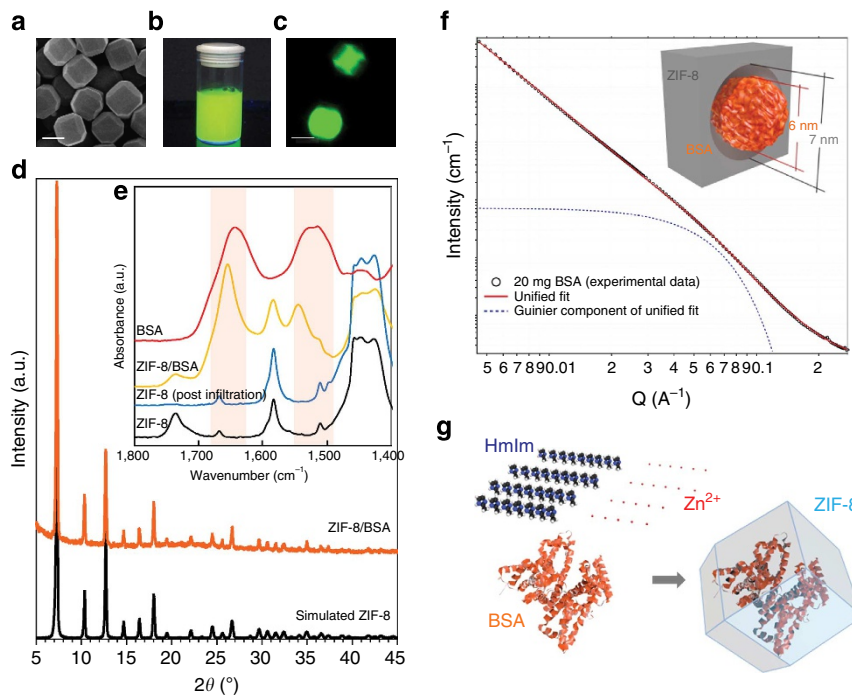 a
b
c
d
Intensity (a.u.)
ZIF-8/BSA
Simulated ZIF-8
5 10 15 20 25 30 35 40 45
2θ (°)
e
Absorbance (a.u.)
BSA
ZIF-8/BSA
ZIF-8 (post infiltration)
ZIF-8
1,800 1,700 1,600 1,500 1,400
Wavenumber (cm⁻¹)
f
Intensity (cm⁻¹)
ZIF-8
BSA
6 nm
7 nm
20 mg BSA (experimental data)
Unified fit
Guinier component of unified fit
5 6 7 8 9 0.01 2 3 4 5 6 7 8 9 0.1 2
Q (A⁻¹)
g
HmIm
Zn²⁺
BSA
ZIF-8